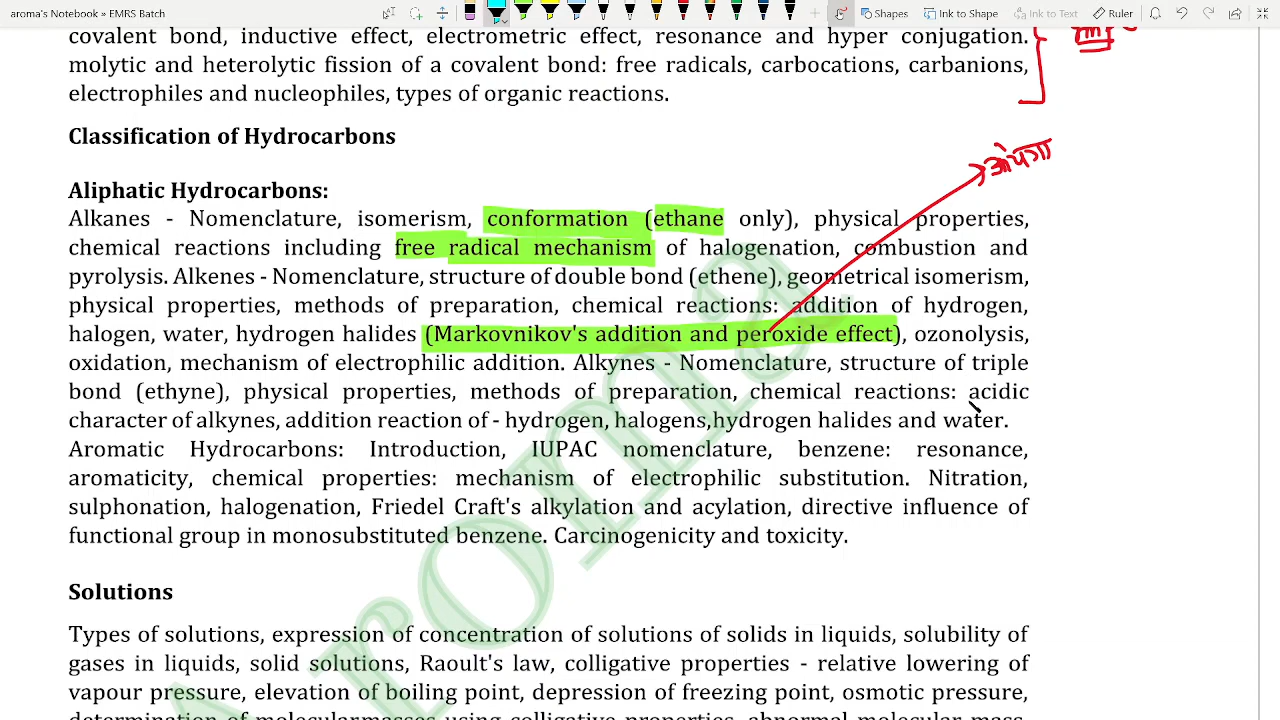 aroma's Notebook » EMRS Batch
Shapes
Ink to Shape
Ink to Text
Ruler
covalent bond, inductive effect, electrometric effect, resonance and hyper conjugation.
molytic and heterolytic fission of a covalent bond: free radicals, carbocations, carbanions,
electrophiles and nucleophiles, types of organic reactions.
Classification of Hydrocarbons
Aliphatic Hydrocarbons:
Alkanes - Nomenclature, isomerism, conformation (ethane only), physical properties,
chemical reactions including free radical mechanism of halogenation, combustion and
pyrolysis. Alkenes - Nomenclature, structure of double bond (ethene), geometrical isomerism,
physical properties, methods of preparation, chemical reactions: addition of hydrogen,
halogen, water, hydrogen halides (Markovnikov's addition and peroxide effect), ozonolysis,
oxidation, mechanism of electrophilic addition. Alkynes - Nomenclature, structure of triple
bond (ethyne), physical properties, methods of preparation, chemical reactions: acidic
character of alkynes, addition reaction of - hydrogen, halogens,hydrogen halides and water.
Aromatic Hydrocarbons: Introduction, IUPAC nomenclature, benzene: resonance,
aromaticity, chemical properties: mechanism of electrophilic substitution. Nitration,
sulphonation, halogenation, Friedel Craft's alkylation and acylation, directive influence of
functional group in monosubstituted benzene. Carcinogenicity and toxicity.
Solutions
Types of solutions, expression of concentration of solutions of solids in liquids, solubility of
gases in liquids, solid solutions, Raoult's law, colligative properties - relative lowering of
vapour pressure, elevation of boiling point, depression of freezing point, osmotic pressure,
determination of molecularmasses using colligative properties, abnormal molecular mass,
Aroma